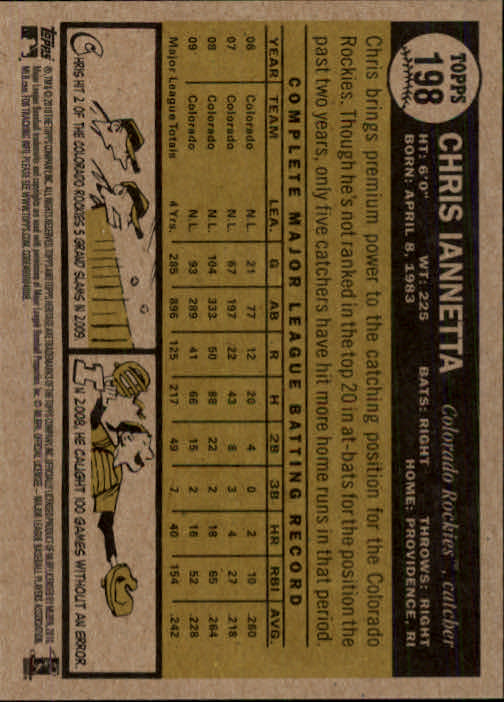 TOPPS
198
CHRIS IANNETTA
Colorado Rockies™, catcher
HT: 6'0" WT: 225 BATS: RIGHT THROWS: RIGHT
BORN: APRIL 8, 1983 HOME: PROVIDENCE, RI
Chris brings premium power to the catching position for the Colorado
Rockies. Though he's not ranked in the top 20 in at-bats for the position the
past two years, only five catchers have hit more home runs in that period.
COMPLETE MAJOR LEAGUE BATTING RECORD
YEAR TEAM LEA. G AB R H 2B 3B HR RBI AVG.
06 Colorado N.L. 21 77 12 20 4 0 2 10 .260
07 Colorado N.L. 67 197 22 43 8 3 4 27 .218
08 Colorado N.L. 104 333 50 88 22 2 18 65 .264
09 Colorado N.L. 93 289 41 66 15 2 16 52 .228
Major League Totals 4 Yrs. 285 896 125 217 49 7 40 154 .242
CHRIS HIT 2 OF THE COLORADO ROCKIES 5 GRAND SLAMS IN 2009.
IN 2008, HE CAUGHT 100 GAMES WITHOUT AN ERROR.
TOPPS